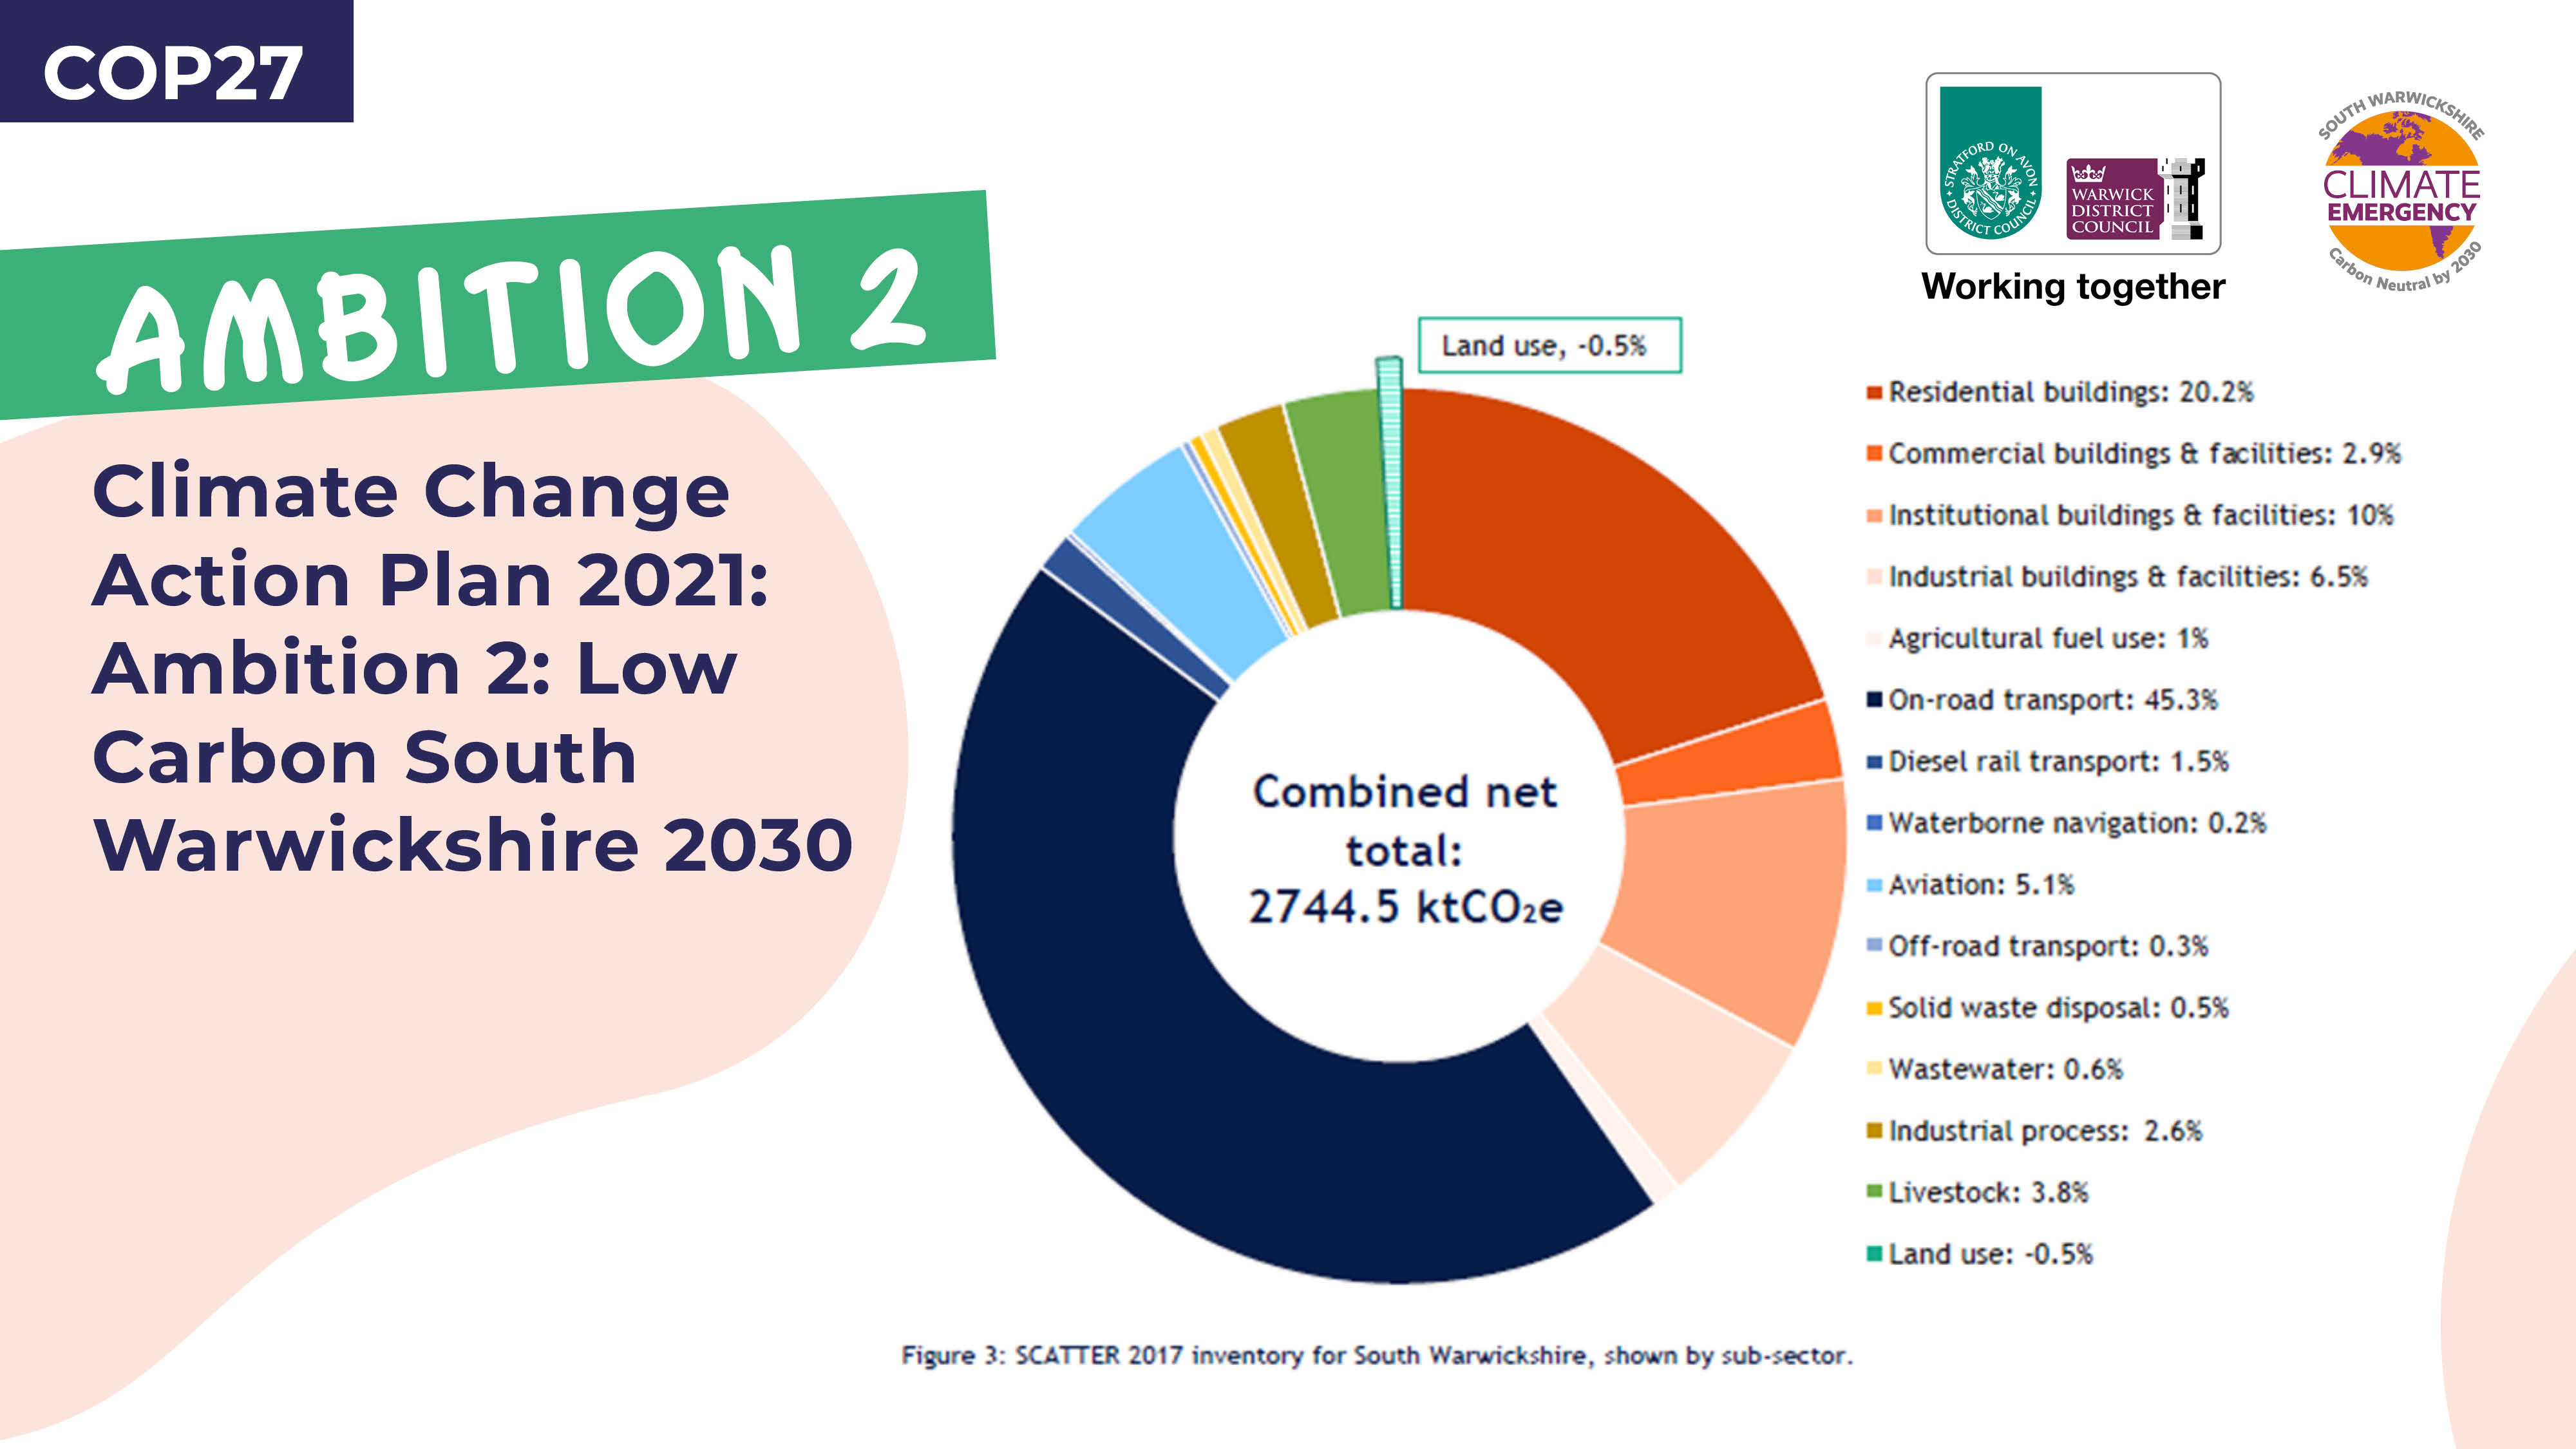 COP27
AMBITION 2
Climate Change
Action Plan 2021:
Ambition 2: Low
Carbon South
Warwickshire 2030
STRATFORD ON AVON
DISTRICT COUNCIL
WARWICK
DISTRICT
COUNCIL
Working together
SOUTH WARWICKSHIRE
CLIMATE
EMERGENCY
Carbon Neutral by 2030
Land use, -0.5%
Combined net
total:
2744.5 ktCO₂e
Residential buildings: 20.2%
Commercial buildings & facilities: 2.9%
Institutional buildings & facilities: 10%
Industrial buildings & facilities: 6.5%
Agricultural fuel use: 1%
On-road transport: 45.3%
Diesel rail transport: 1.5%
Waterborne navigation: 0.2%
Aviation: 5.1%
Off-road transport: 0.3%
Solid waste disposal: 0.5%
Wastewater: 0.6%
Industrial process: 2.6%
Livestock: 3.8%
Land use: -0.5%
Figure 3: SCATTER 2017 inventory for South Warwickshire, shown by sub-sector.